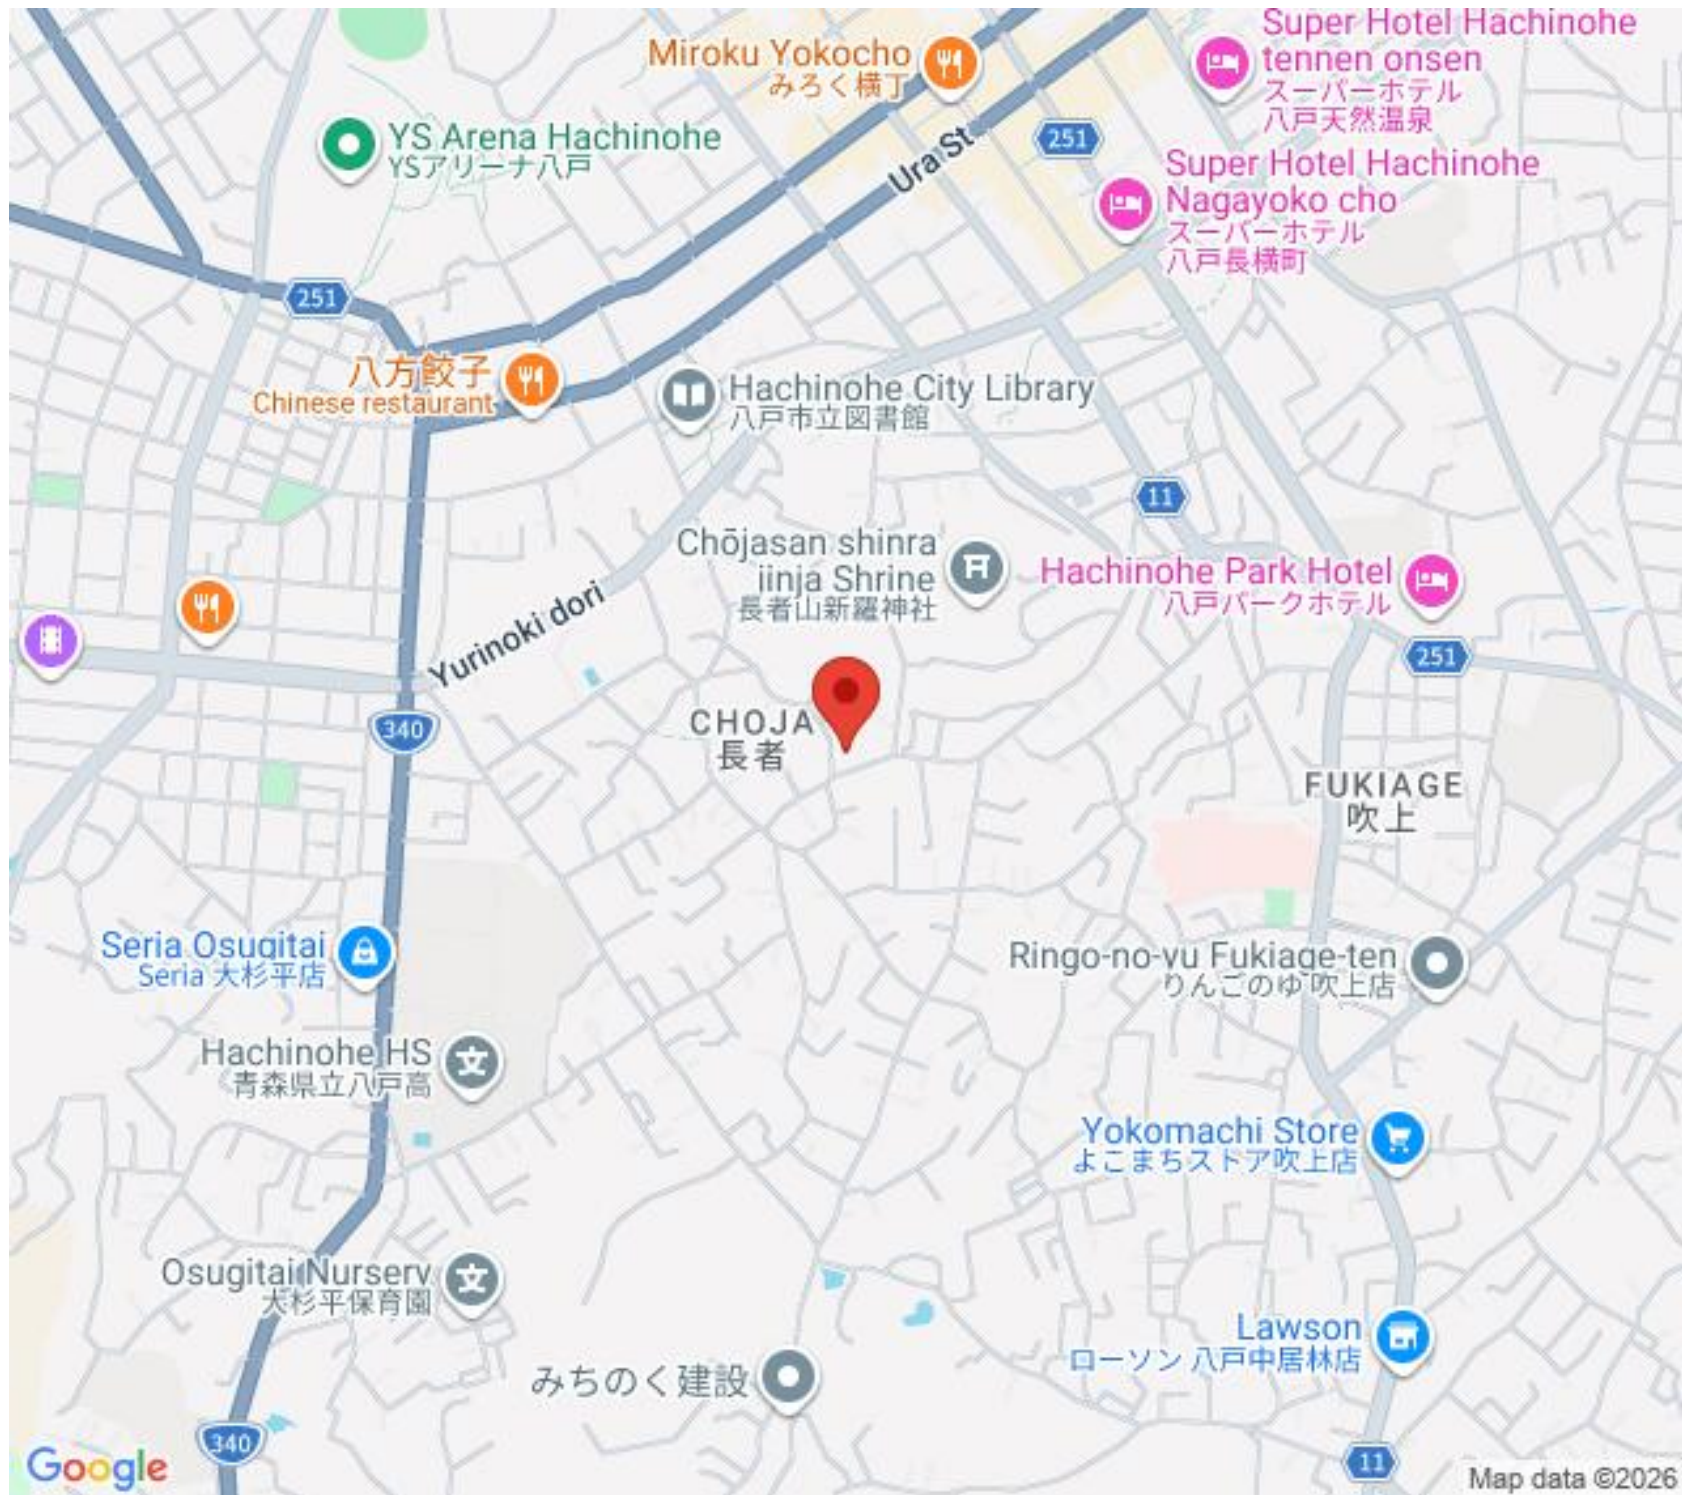 Super Hotel Hachinohe
tennen onsen
スーパーホテル
八戸天然温泉
Miroku Yokocho
みろく横丁
YS Arena Hachinohe
YSアリーナ八戸
Ura St
251
Super Hotel Hachinohe
Nagayoko cho
スーパーホテル
八戸長横町
251
八方餃子
Chinese restaurant
Hachinohe City Library
八戸市立図書館
11
Chōjasan shinra
iinja Shrine
長者山新羅神社
Hachinohe Park Hotel
八戸パークホテル
Yurinoki dori
251
340
CHOJA
長者
FUKIAGE
吹上
Seria Osugitai
Seria 大杉平店
Ringo-no-yu Fukiage-ten
りんごのゆ 吹上店
Hachinohe HS
青森県立八戸高
Yokomachi Store
よこまちストア吹上店
Osugitai Nursery
大杉平保育園
Lawson
ローソン 八戸中居林店
みちのく建設
340
11
Google
Map data ©2026